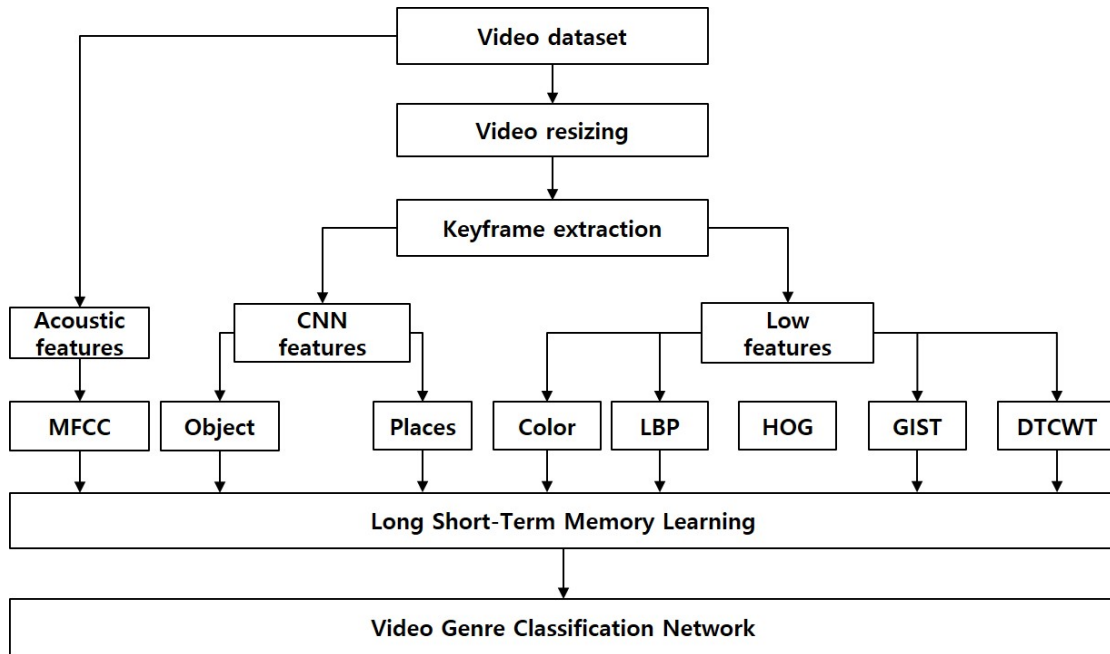 Video dataset
Video resizing
Keyframe extraction
Acoustic
features
CNN
features
Low
features
MFCC
Object
Places
Color
LBP
HOG
GIST
DTCWT
Long Short-Term Memory Learning
Video Genre Classification Network